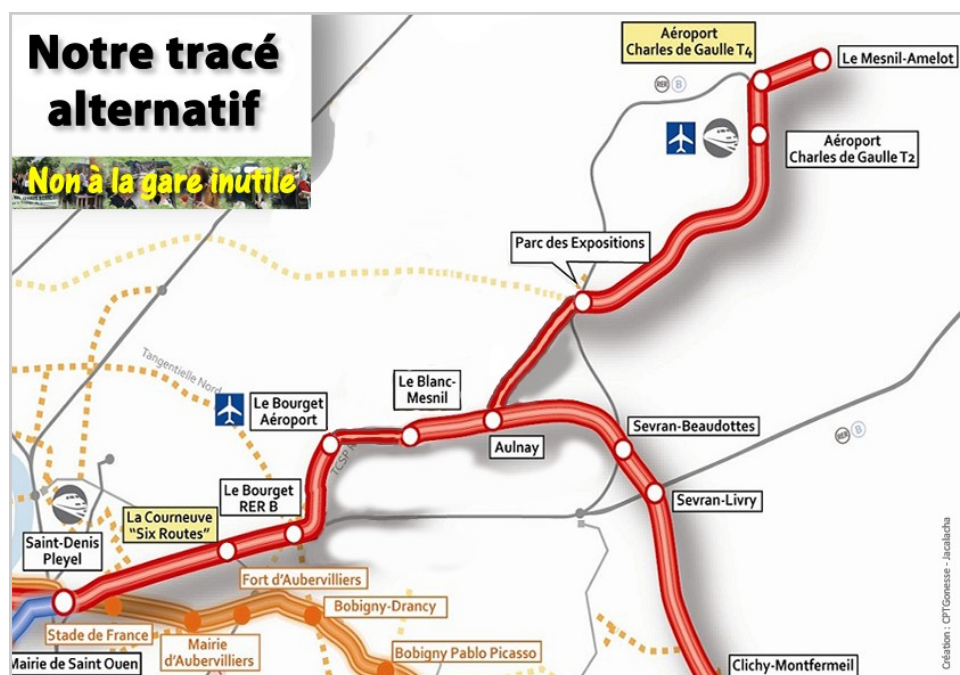 Notre tracé
alternatif
Non à la gare inutile
Aéroport
Charles de Gaulle T4
Le Mesnil-Amelot
RER B
Aéroport
Charles de Gaulle T2
Parc des Expositions
Tangentielle Nord
Le Bourget
Aéroport
Le Blanc-
Mesnil
Aulnay
Sevran-Beaudottes
RER B
TCSP
Le Bourget
RER B
Sevran-Livry
La Courneuve
"Six Routes"
Saint-Denis
Pleyel
Fort d'Aubervilliers
Bobigny-Drancy
Stade de France
Mairie
d'Aubervilliers
Bobigny Pablo Picasso
Mairie de Saint Ouen
Clichy-Montfermeil
Création : CPTGonesse - Jacalacha